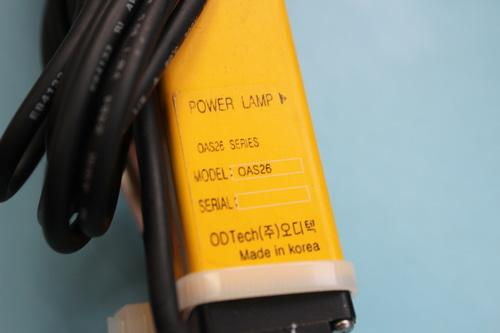 POWER LAMP
OAS26 SERIES
MODEL: OAS26
SERIAL:
ODTech(주)오디텍
Made in korea